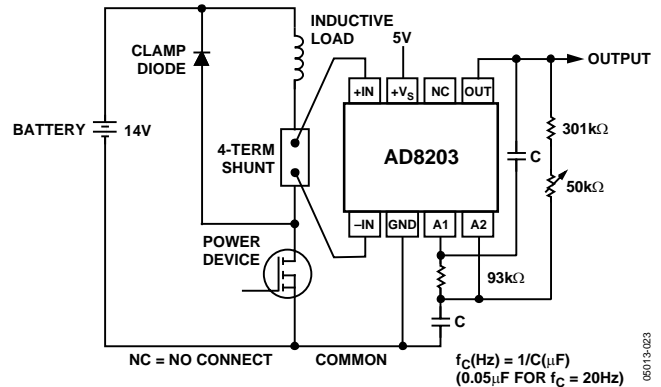 INDUCTIVE
LOAD
CLAMP
DIODE
5V
OUTPUT
+IN
+VS
NC
OUT
BATTERY
14V
4-TERM
SHUNT
AD8203
C
301kΩ
50kΩ
–IN
GND
A1
A2
POWER
DEVICE
93kΩ
C
NC = NO CONNECT
COMMON
fC(Hz) = 1/C(µF)
(0.05µF FOR fC = 20Hz)
05013-023